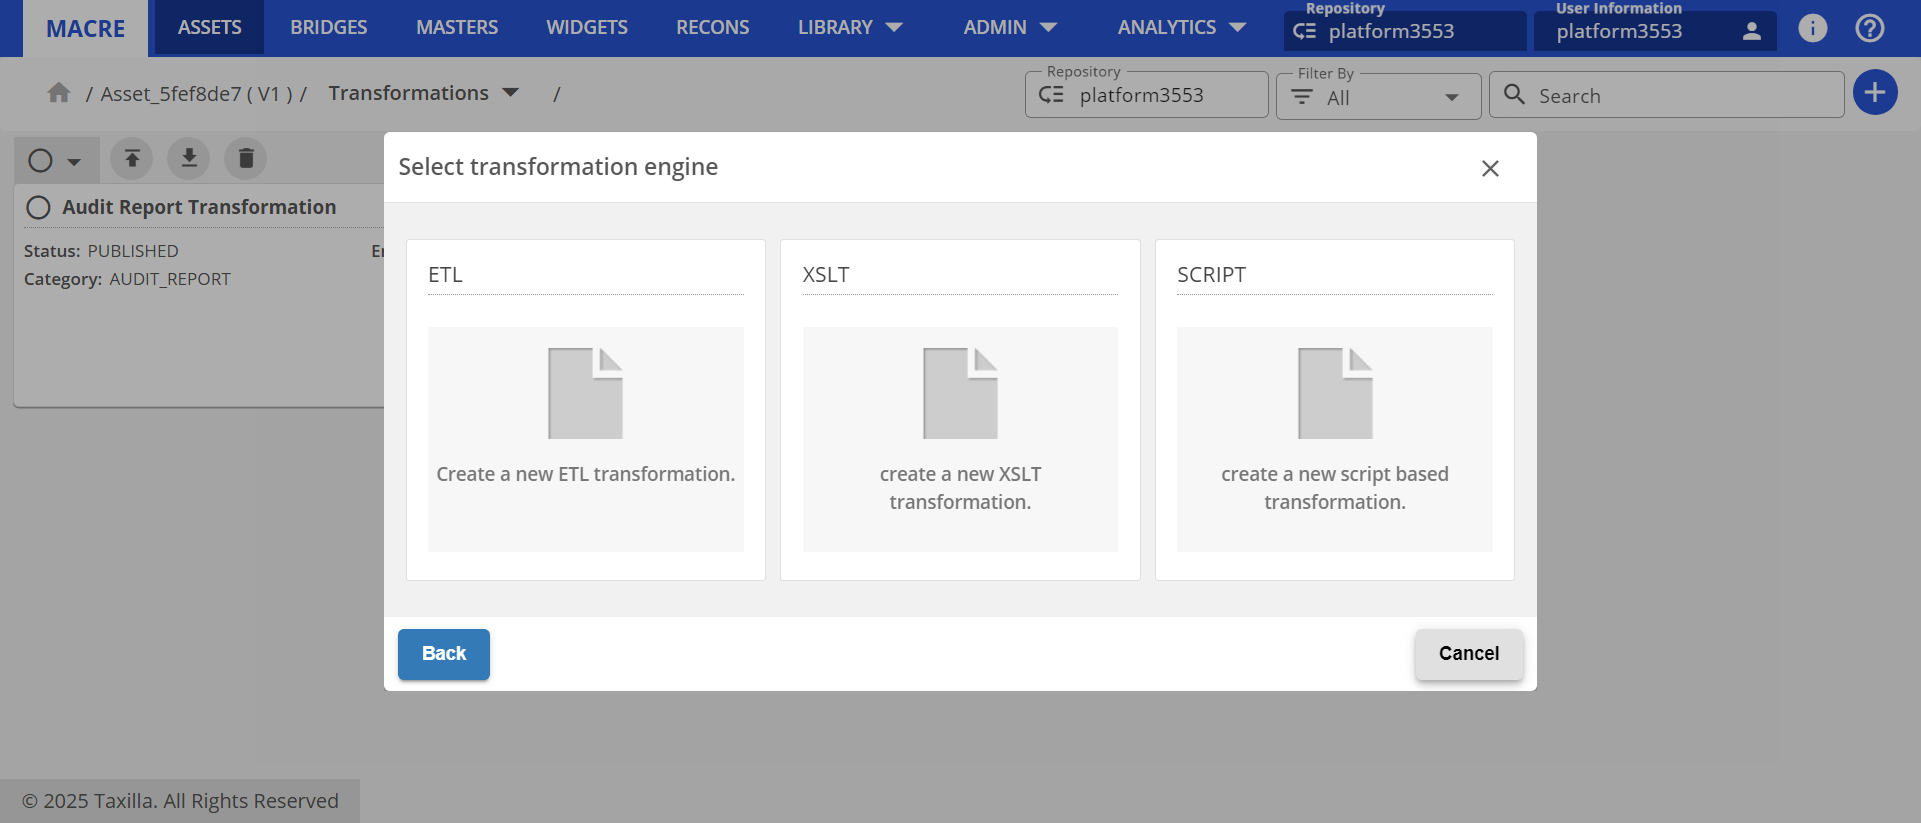 MACRE
ASSETS
BRIDGES
MASTERS
WIDGETS
RECONS
LIBRARY
ADMIN
ANALYTICS
Repository
platform3553
User Information
platform3553
/ Asset_5fef8de7 ( V1 ) / Transformations /
Repository
platform3553
Filter By
All
Search
Audit Report Transformation
Status: PUBLISHED
Category: AUDIT_REPORT
Select transformation engine
ETL
Create a new ETL transformation.
XSLT
create a new XSLT
transformation.
SCRIPT
create a new script based
transformation.
Back
Cancel
© 2025 Taxilla. All Rights Reserved